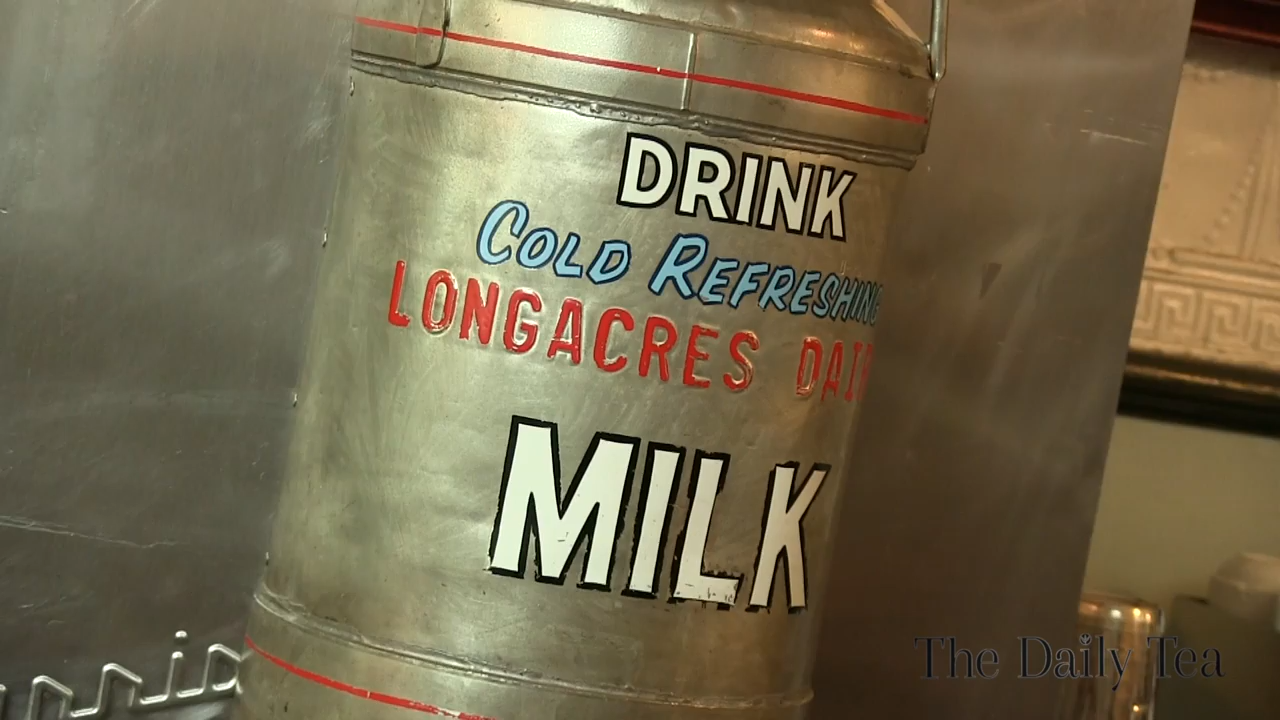 DRINK
COLD REFRESHING
LONGACRES
MILK
The Daily Tea